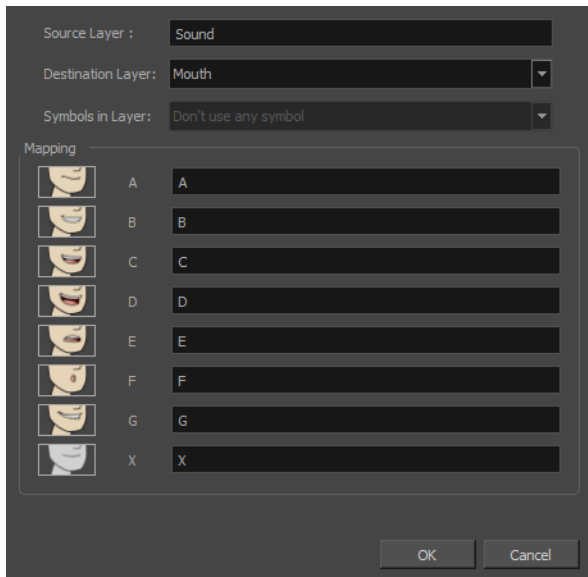 Source Layer : Sound
Destination Layer: Mouth
Symbols in Layer: Don't use any symbol
Mapping
A A
B B
C C
D D
E E
F F
G G
X X
OK Cancel